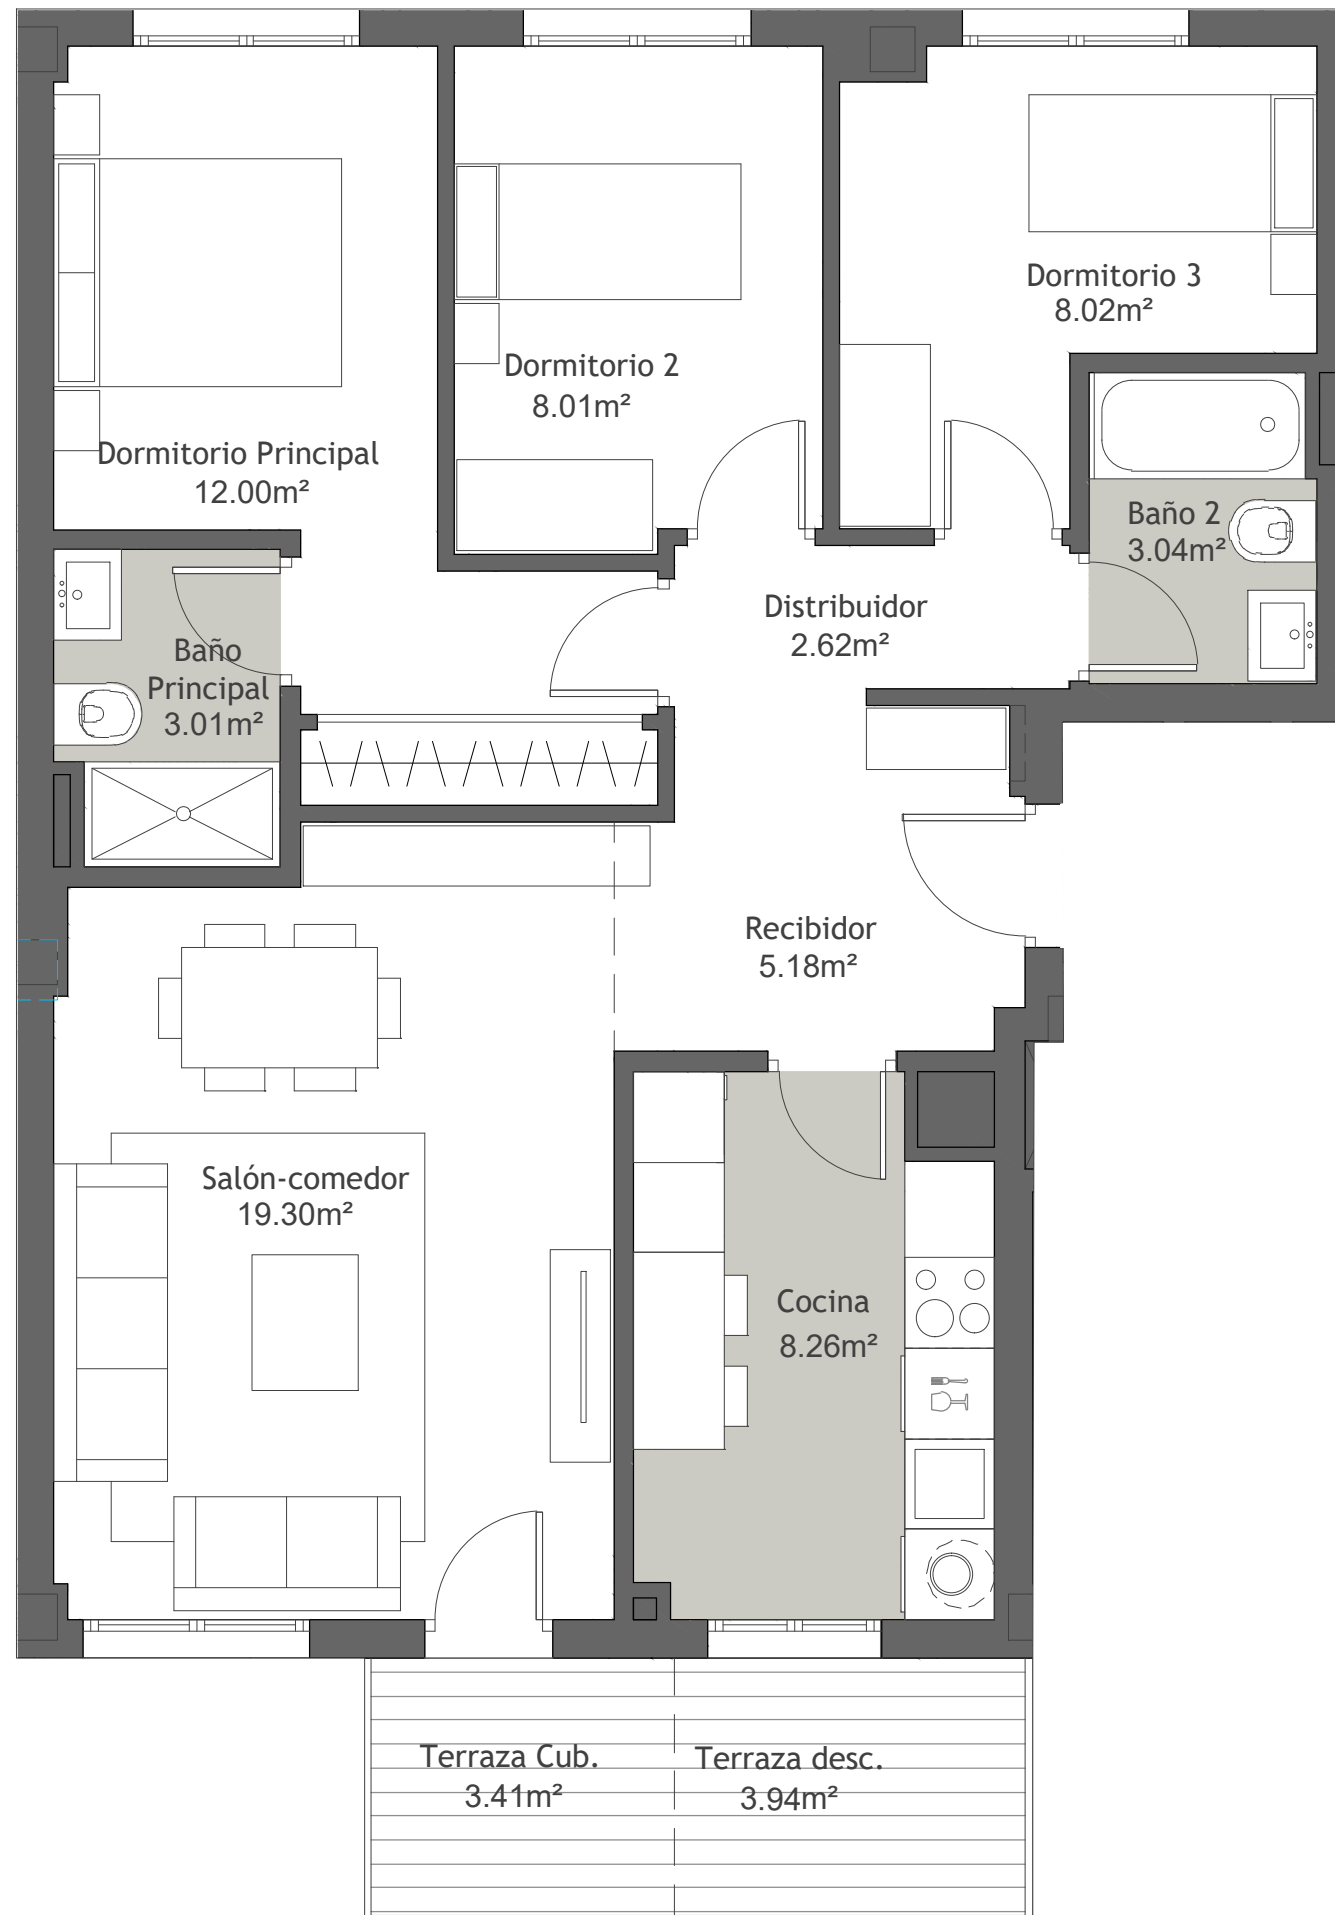 Dormitorio 3
8.02m²
Dormitorio 2
8.01m²
Dormitorio Principal
12.00m²
Baño 2
3.04m²
Distribuidor
2.62m²
Baño
Principal
3.01m²
Recibidor
5.18m²
Salón-comedor
19.30m²
Cocina
8.26m²
Terraza Cub.
3.41m²
Terraza desc.
3.94m²